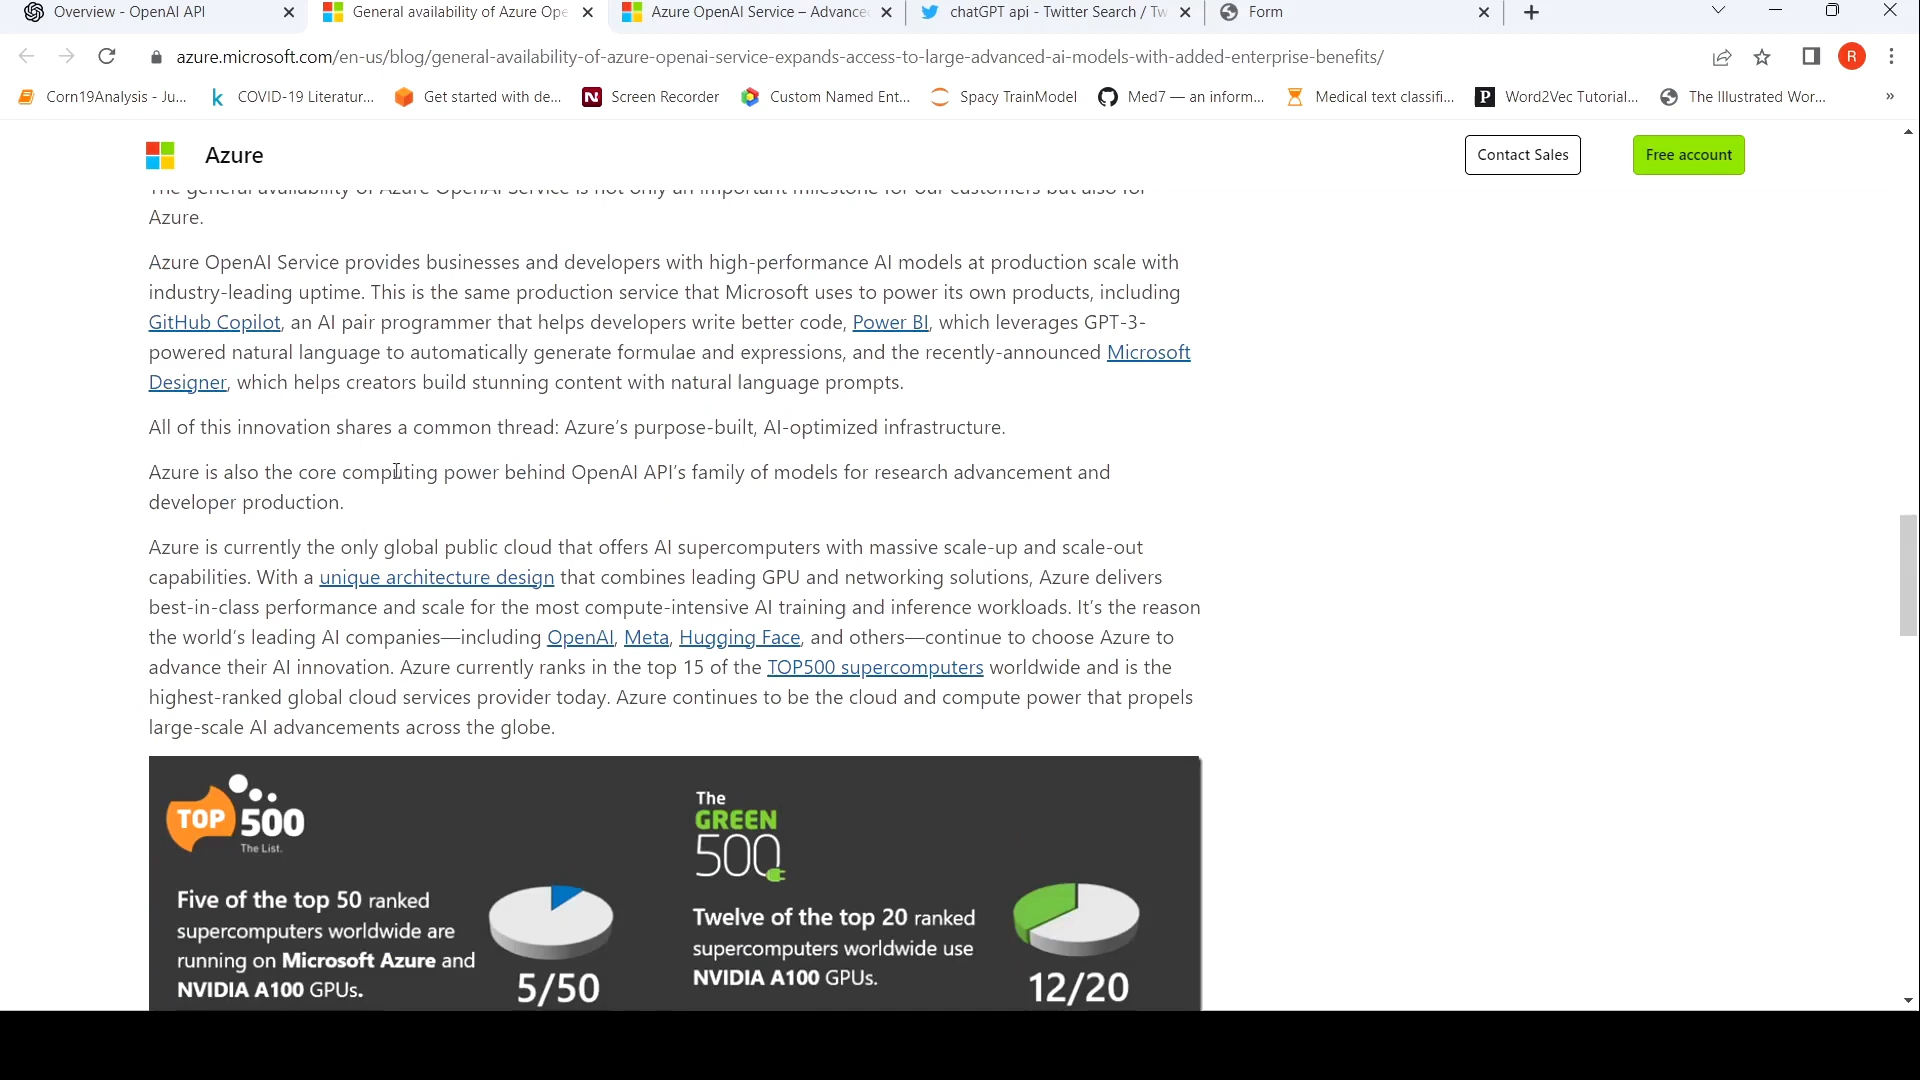 Overview - OpenAI API
General availability of Azure Ope
Azure OpenAI Service – Advance
chatGPT api - Twitter Search / Tw
Form
azure.microsoft.com/en-us/blog/general-availability-of-azure-openai-service-expands-access-to-large-advanced-ai-models-with-added-enterprise-benefits/
R
Corn19Analysis - Ju...
COVID-19 Literatur...
Get started with de...
Screen Recorder
Custom Named Ent...
Spacy TrainModel
Med7 — an inform...
Medical text classifi...
Word2Vec Tutorial...
The Illustrated Wor...
»
Azure
Contact Sales
Free account
The general availability of Azure OpenAI Service is not only an important milestone for our customers but also for
Azure.
Azure OpenAI Service provides businesses and developers with high-performance AI models at production scale with
industry-leading uptime. This is the same production service that Microsoft uses to power its own products, including
GitHub Copilot, an AI pair programmer that helps developers write better code, Power BI, which leverages GPT-3-
powered natural language to automatically generate formulae and expressions, and the recently-announced Microsoft
Designer, which helps creators build stunning content with natural language prompts.
All of this innovation shares a common thread: Azure’s purpose-built, AI-optimized infrastructure.
Azure is also the core computing power behind OpenAI API’s family of models for research advancement and
developer production.
Azure is currently the only global public cloud that offers AI supercomputers with massive scale-up and scale-out
capabilities. With a unique architecture design that combines leading GPU and networking solutions, Azure delivers
best-in-class performance and scale for the most compute-intensive AI training and inference workloads. It’s the reason
the world’s leading AI companies—including OpenAI, Meta, Hugging Face, and others—continue to choose Azure to
advance their AI innovation. Azure currently ranks in the top 15 of the TOP500 supercomputers worldwide and is the
highest-ranked global cloud services provider today. Azure continues to be the cloud and compute power that propels
large-scale AI advancements across the globe.
TOP 500
The List.
Five of the top 50 ranked
supercomputers worldwide are
running on Microsoft Azure and
NVIDIA A100 GPUs.
5/50
The
GREEN
500
Twelve of the top 20 ranked
supercomputers worldwide use
NVIDIA A100 GPUs.
12/20